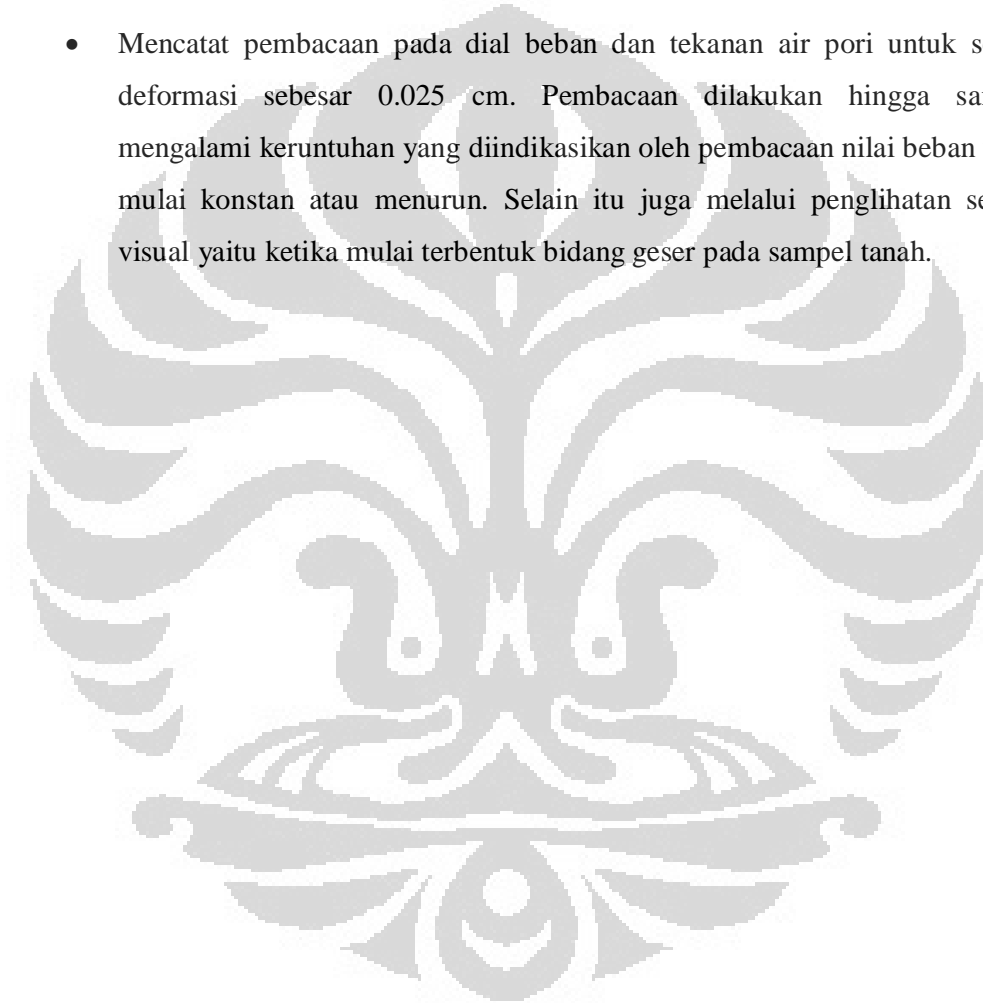 • Mencatat pembacaan pada dial beban dan tekanan air pori untuk
deformasi sebesar 0.025 cm. Pembacaan dilakukan hingga
mengalami keruntuhan yang diindikasikan oleh pembacaan nilai beban
mulai konstan atau menurun. Selain itu juga melalui penglihatan
visual yaitu ketika mulai terbentuk bidang geser pada sampel tanah.